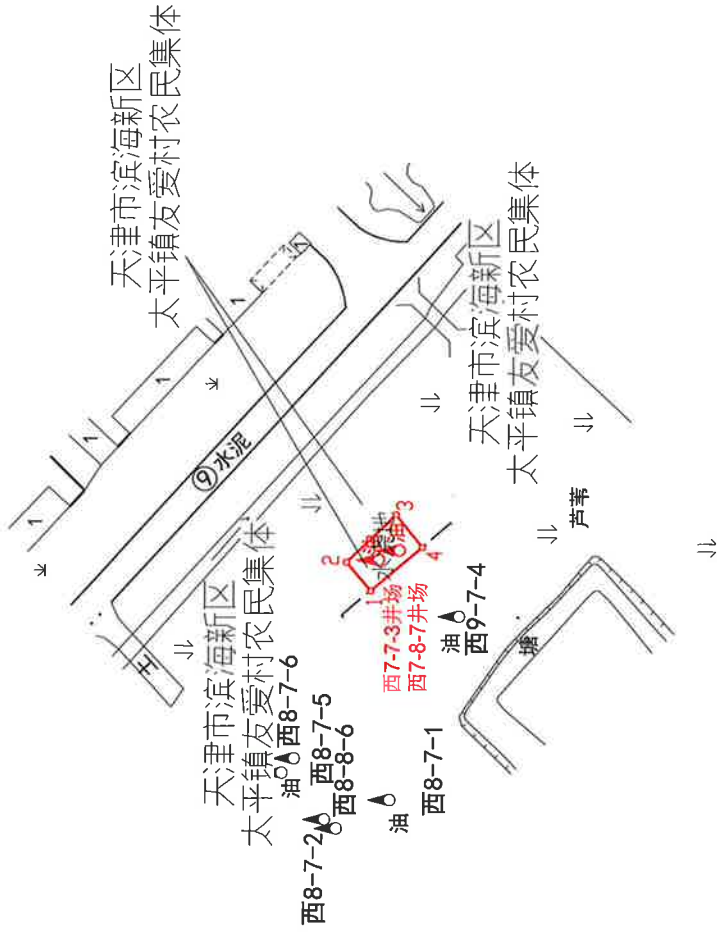 天津市滨海新区
太平镇友爱村农民集体
天津市滨海新区
太平镇友爱村农民集体
天津市滨海新区
太平镇友爱村农民集体
1
1
1
1
1
⑨水泥
土
2
3
1
4
油
西7-7-3井场
西7-8-7井场
油
西9-7-4
芦苇
塘
西8-7-6
油
西8-7-5
西8-8-6
西8-7-2
油
西8-7-1